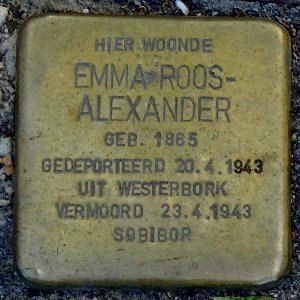 HIER WOONDE
EMMA ROOS-
ALEXANDER
GEB. 1865
GEDEPORTEERD 20.4.1943
UIT WESTERBORK
VERMOORD 23.4.1943
SOBIBOR